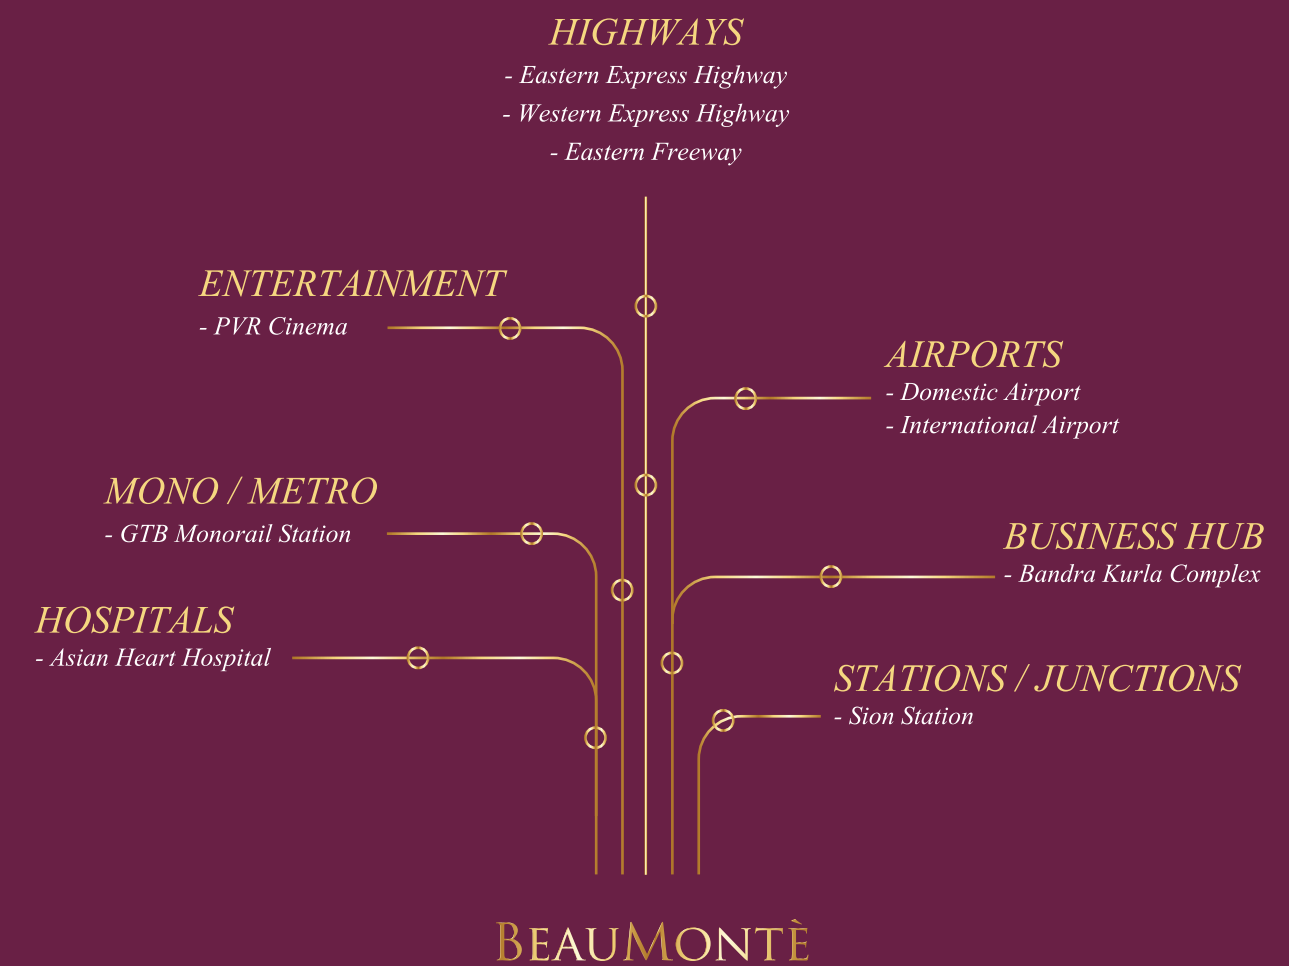 HIGHWAYS
- Eastern Express Highway
- Western Express Highway
- Eastern Freeway
ENTERTAINMENT
- PVR Cinema
AIRPORTS
- Domestic Airport
- International Airport
MONO / METRO
- GTB Monorail Station
BUSINESS HUB
- Bandra Kurla Complex
HOSPITALS
- Asian Heart Hospital
STATIONS / JUNCTIONS
- Sion Station
BEAUMONTÈ